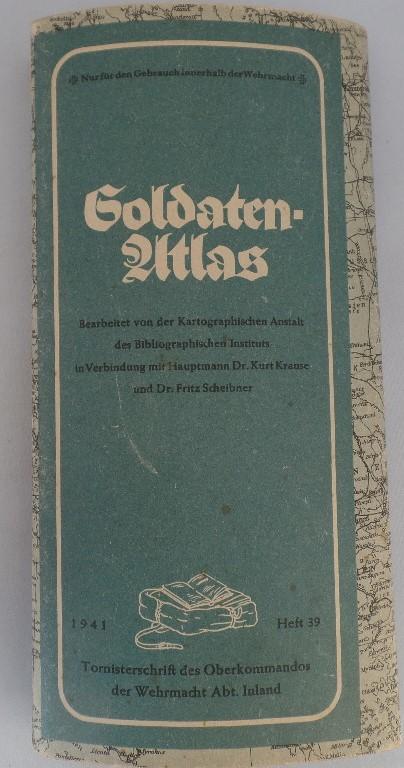 Nur für den Gebrauch innerhalb der Wehrmacht
Goldaten-
Atlas
Bearbeitet von der Kartographischen Anstalt
des Bibliographischen Instituts
in Verbindung mit Hauptmann Dr. Kurt Krause
und Dr. Fritz Scheibner
1941 Heft 39
Tornisterschrift des Oberkommandos
der Wehrmacht Abt. Inland